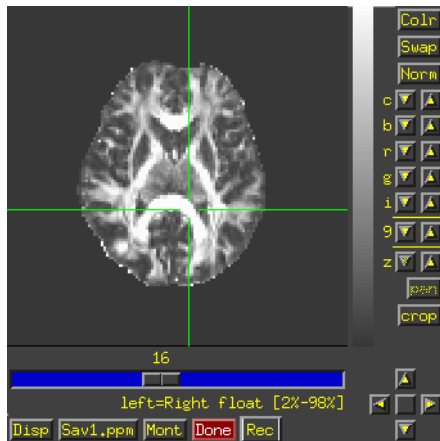 Colr
Swap
Norm
c
b
r
g
i
9
z
pan
crop
16
left=Right float [2%-98%]
Disp Sav1.ppm Mont Done Rec